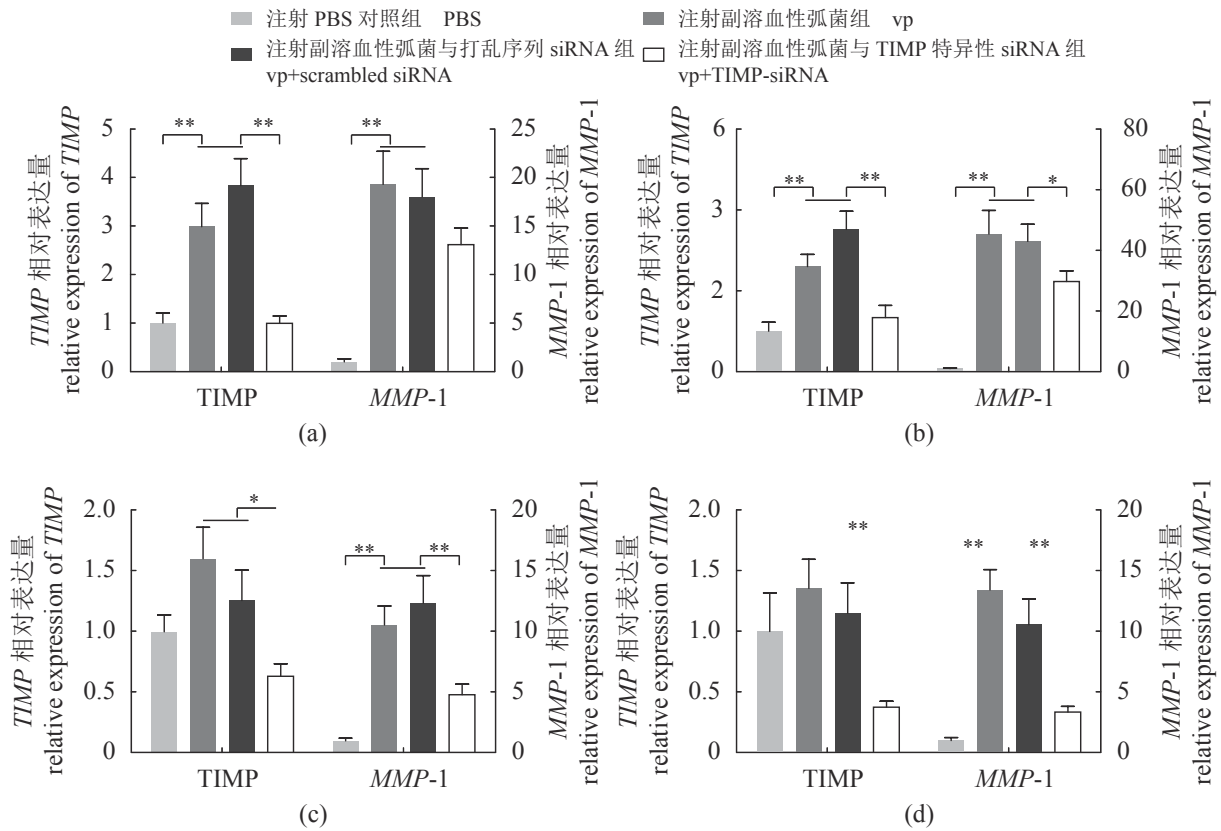 注射 PBS 对照组 PBS
注射副溶血性弧菌组 vp
注射副溶血性弧菌与打乱序列 siRNA 组
vp+scrambled siRNA
注射副溶血性弧菌与 TIMP 特异性 siRNA 组
vp+TIMP-siRNA
TIMP 相对表达量
relative expression of TIMP
5
4
3
2
1
0
** ** **
25
20
15
10
5
0
MMP-1 相对表达量
relative expression of MMP-1
TIMP MMP-1
(a)
TIMP 相对表达量
relative expression of TIMP
6
3
2
0
** ** ** *
80
60
40
20
0
MMP-1 相对表达量
relative expression of MMP-1
TIMP MMP-1
(b)
TIMP 相对表达量
relative expression of TIMP
2.0
1.5
1.0
0.5
0
* ** **
20
15
10
5
0
MMP-1 相对表达量
relative expression of MMP-1
TIMP MMP-1
(c)
TIMP 相对表达量
relative expression of TIMP
2.0
1.5
1.0
0.5
0
** ** **
20
15
10
5
0
MMP-1 相对表达量
relative expression of MMP-1
TIMP MMP-1
(d)